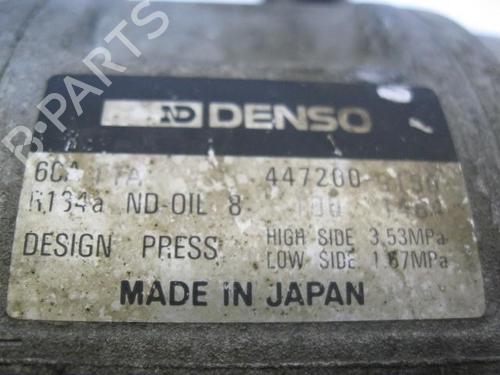 B-PARTS
ND DENSO
447200
R134a ND-OIL 8
DESIGN PRESS HIGH SIDE 3.53MPa
LOW SIDE 1.67MPa
MADE IN JAPAN